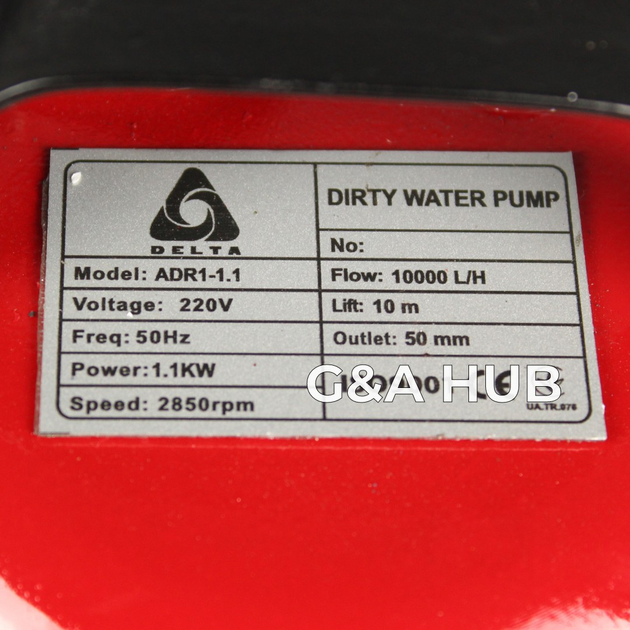 DELTA
DIRTY WATER PUMP
No:
Model: ADR1-1.1
Flow: 10000 L/H
Voltage: 220V
Lift: 10 m
Freq: 50Hz
Outlet: 50 mm
Power:1.1KW
G&A HUB
CE
Speed: 2850rpm
UA.TR.076